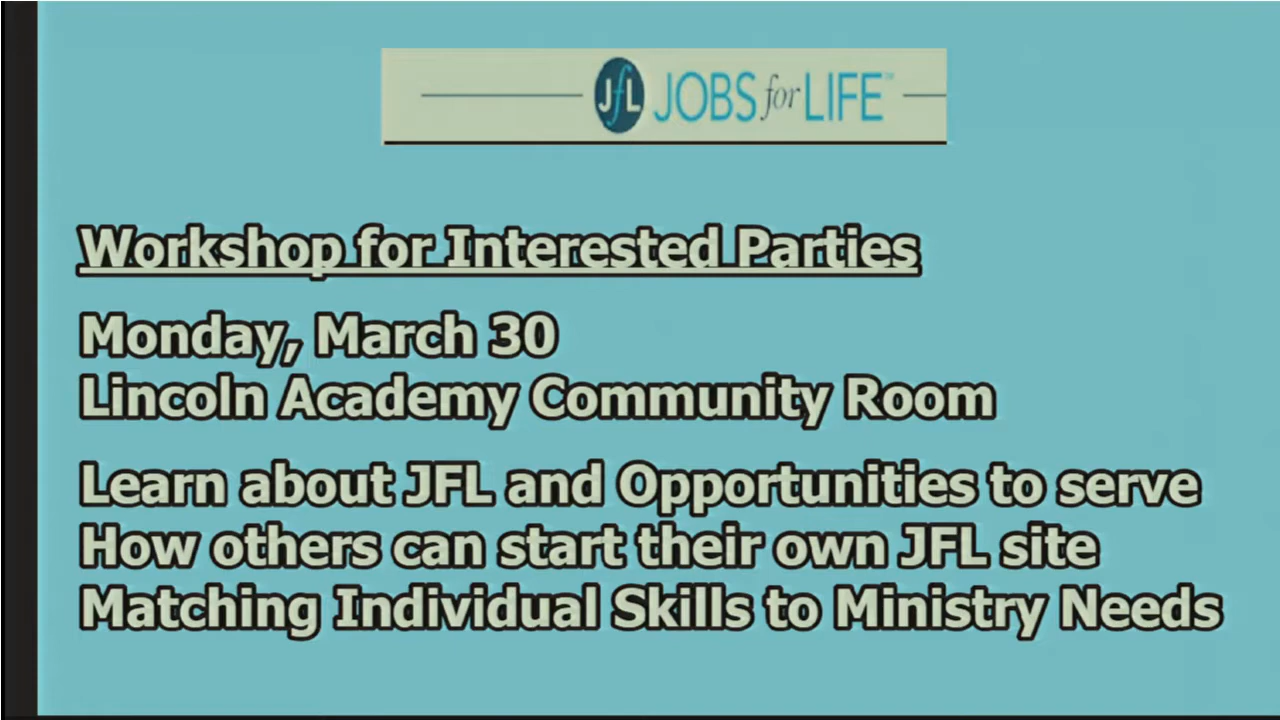 JfL JOBS for LIFE™
Workshop for Interested Parties
Monday, March 30
Lincoln Academy Community Room
Learn about JFL and Opportunities to serve
How others can start their own JFL site
Matching Individual Skills to Ministry Needs